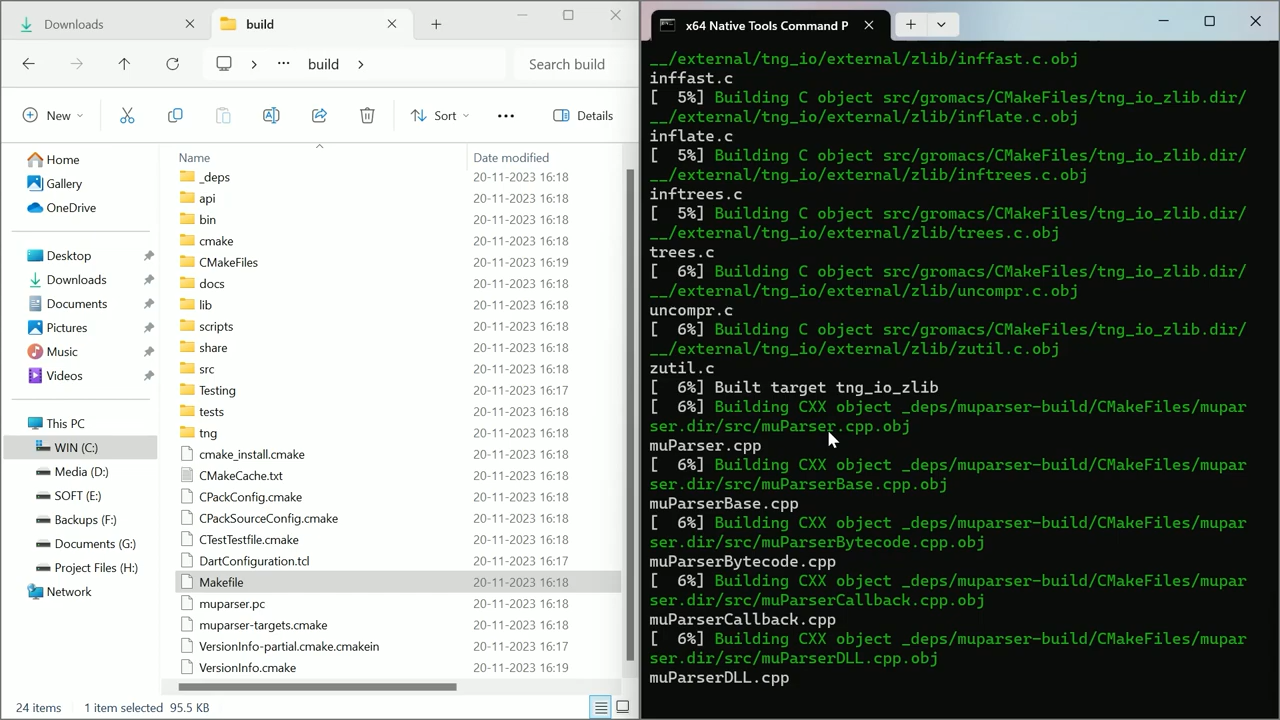 Downloads
build
build
Search build
New
Sort
Details
Name
Date modified
Home
Gallery
OneDrive
Desktop
Downloads
Documents
Pictures
Music
Videos
This PC
WIN (C:)
Media (D:)
SOFT (E:)
Backups (F:)
Documents (G:)
Project Files (H:)
Network
_deps 20-11-2023 16:18
api 20-11-2023 16:18
bin 20-11-2023 16:18
cmake 20-11-2023 16:18
CMakeFiles 20-11-2023 16:19
docs 20-11-2023 16:18
lib 20-11-2023 16:18
scripts 20-11-2023 16:18
share 20-11-2023 16:18
src 20-11-2023 16:18
Testing 20-11-2023 16:17
tests 20-11-2023 16:18
tng 20-11-2023 16:18
cmake_install.cmake 20-11-2023 16:18
CMakeCache.txt 20-11-2023 16:18
CPackConfig.cmake 20-11-2023 16:18
CPackSourceConfig.cmake 20-11-2023 16:18
CTestTestfile.cmake 20-11-2023 16:18
DartConfiguration.tcl 20-11-2023 16:17
Makefile 20-11-2023 16:18
muparser.pc 20-11-2023 16:18
muparser-targets.cmake 20-11-2023 16:18
VersionInfo-partial.cmake.cmakein 20-11-2023 16:17
VersionInfo.cmake 20-11-2023 16:19
24 items 1 item selected 95.5 KB
x64 Native Tools Command P
__/external/tng_io/external/zlib/inffast.c.obj
inffast.c
[  5%] Building C object src/gromacs/CMakeFiles/tng_io_zlib.dir/
__/external/tng_io/external/zlib/inflate.c.obj
inflate.c
[  5%] Building C object src/gromacs/CMakeFiles/tng_io_zlib.dir/
__/external/tng_io/external/zlib/inftrees.c.obj
inftrees.c
[  5%] Building C object src/gromacs/CMakeFiles/tng_io_zlib.dir/
__/external/tng_io/external/zlib/trees.c.obj
trees.c
[  6%] Building C object src/gromacs/CMakeFiles/tng_io_zlib.dir/
__/external/tng_io/external/zlib/uncompr.c.obj
uncompr.c
[  6%] Building C object src/gromacs/CMakeFiles/tng_io_zlib.dir/
__/external/tng_io/external/zlib/zutil.c.obj
zutil.c
[  6%] Built target tng_io_zlib
[  6%] Building CXX object _deps/muparser-build/CMakeFiles/mupar
ser.dir/src/muParser.cpp.obj
muParser.cpp
[  6%] Building CXX object _deps/muparser-build/CMakeFiles/mupar
ser.dir/src/muParserBase.cpp.obj
muParserBase.cpp
[  6%] Building CXX object _deps/muparser-build/CMakeFiles/mupar
ser.dir/src/muParserBytecode.cpp.obj
muParserBytecode.cpp
[  6%] Building CXX object _deps/muparser-build/CMakeFiles/mupar
ser.dir/src/muParserCallback.cpp.obj
muParserCallback.cpp
[  6%] Building CXX object _deps/muparser-build/CMakeFiles/mupar
ser.dir/src/muParserDLL.cpp.obj
muParserDLL.cpp